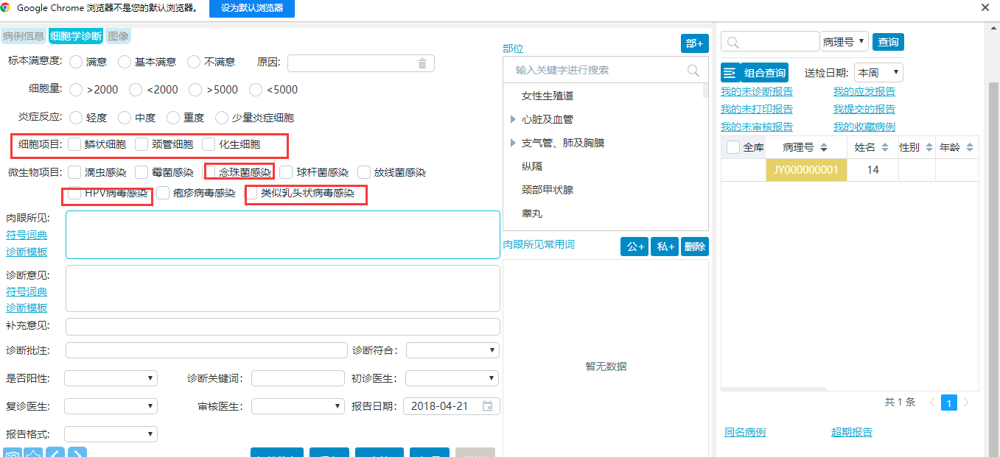 Google Chrome 浏览器不是您的默认浏览器。 设为默认浏览器
病例信息 细胞学诊断 图像
标本满意度: 满意 基本满意 不满意 原因:
细胞量: >2000 <2000 >5000 <5000
炎症反应: 轻度 中度 重度 少量炎症细胞
细胞项目: 鳞状细胞 颈管细胞 化生细胞
微生物项目: 滴虫感染 霉菌感染 念珠菌感染 球杆菌感染 放线菌感染
HPV病毒感染 疱疹病毒感染 类似乳头状病毒感染
肉眼所见:
符号词典
诊断模板
诊断意见:
符号词典
诊断模板
补充意见:
诊断批注: 诊断符合:
是否阳性: 诊断关键词: 初诊医生:
复诊医生: 审核医生: 报告日期: 2018-04-21
报告格式:
部位 部+
输入关键字进行搜索
女性生殖道
心脏及血管
支气管、肺及胸膜
纵隔
颈部甲状腺
睾丸
肉眼所见常用词 公+ 私+ 删除
暂无数据
病理号 查询
组合查询 送检日期: 本周
我的未诊断报告 我的应发报告
我的未打印报告 我提交的报告
我的未审核报告 我的收藏病例
全库 病理号 姓名 性别 年龄
JY000000001 14
共 1 条 1
同名病例 超期报告